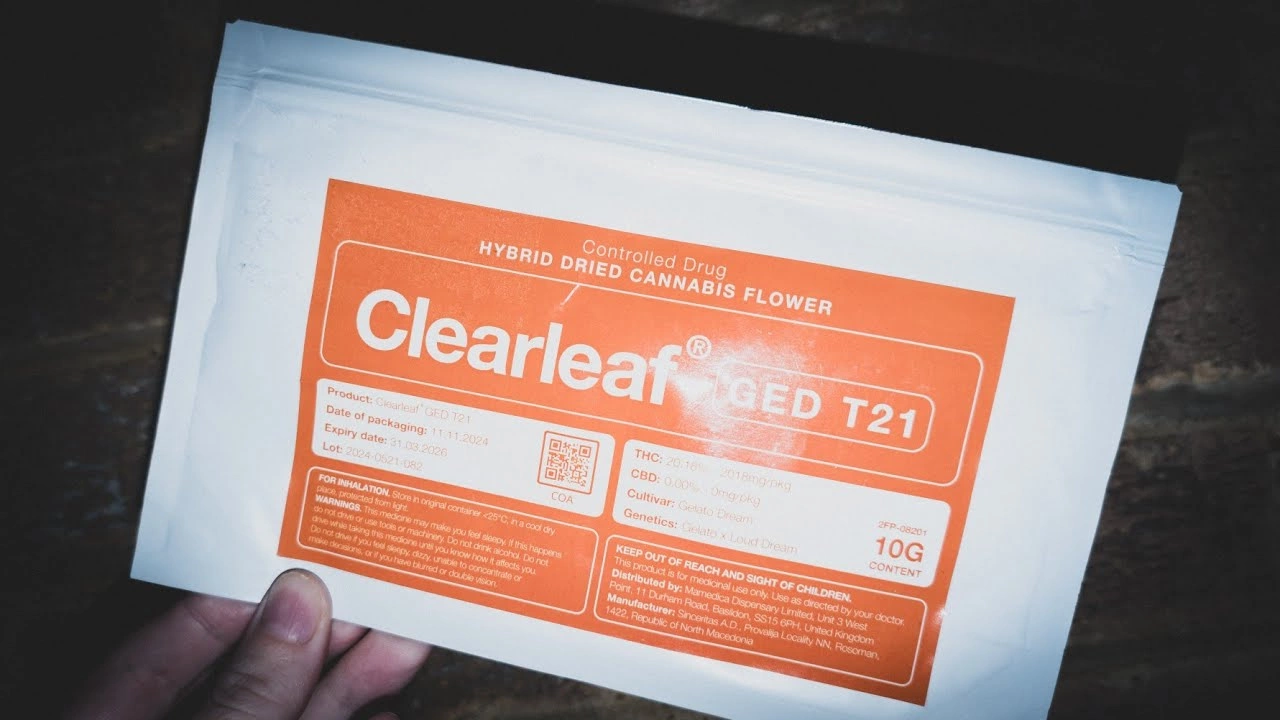 Controlled Drug
HYBRID DRIED CANNABIS FLOWER
Clearleaf® GED T21
Product: Clearleaf® GED T21
Date of packaging: 11.11.2024
Expiry date: 31.03.2026
Lot: 2024-0521-082
COA
THC: 20.18% 2018mg/pkg
CBD: 0.00% 0mg/pkg
Cultivar: Gelato Dream
Genetics: Gelato x Loud Dream
2FP-08201
10G
CONTENT
FOR INHALATION. Store in original container <25°C, in a cool dry
place, protected from light.
WARNINGS. This medicine may make you feel sleepy. If this happens
do not drive or use tools or machinery. Do not drink alcohol. Do not
drive while taking this medicine until you know how it affects you.
Do not drive if you feel sleepy, dizzy, unable to concentrate or
make decisions, or if you have blurred or double vision.
KEEP OUT OF REACH AND SIGHT OF CHILDREN.
This product is for medicinal use only. Use as directed by your doctor.
Distributed by: Mamedica Dispensary Limited, Unit 3 West
Point, 11 Durham Road, Basildon, SS15 6PH, United Kingdom
Manufacturer: Sinceritas A.D., Provalija Locality NN, Rosoman,
1422, Republic of North Macedonia